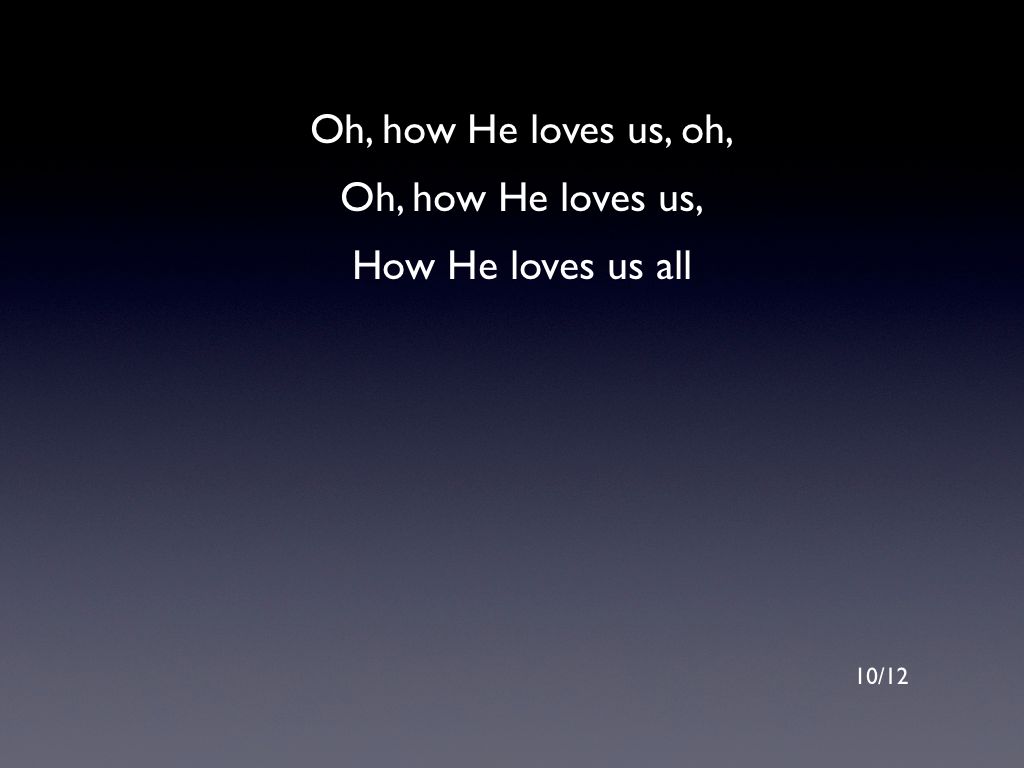 Oh, how He loves us, oh,
Oh, how He loves us,
How He loves us all
10/12